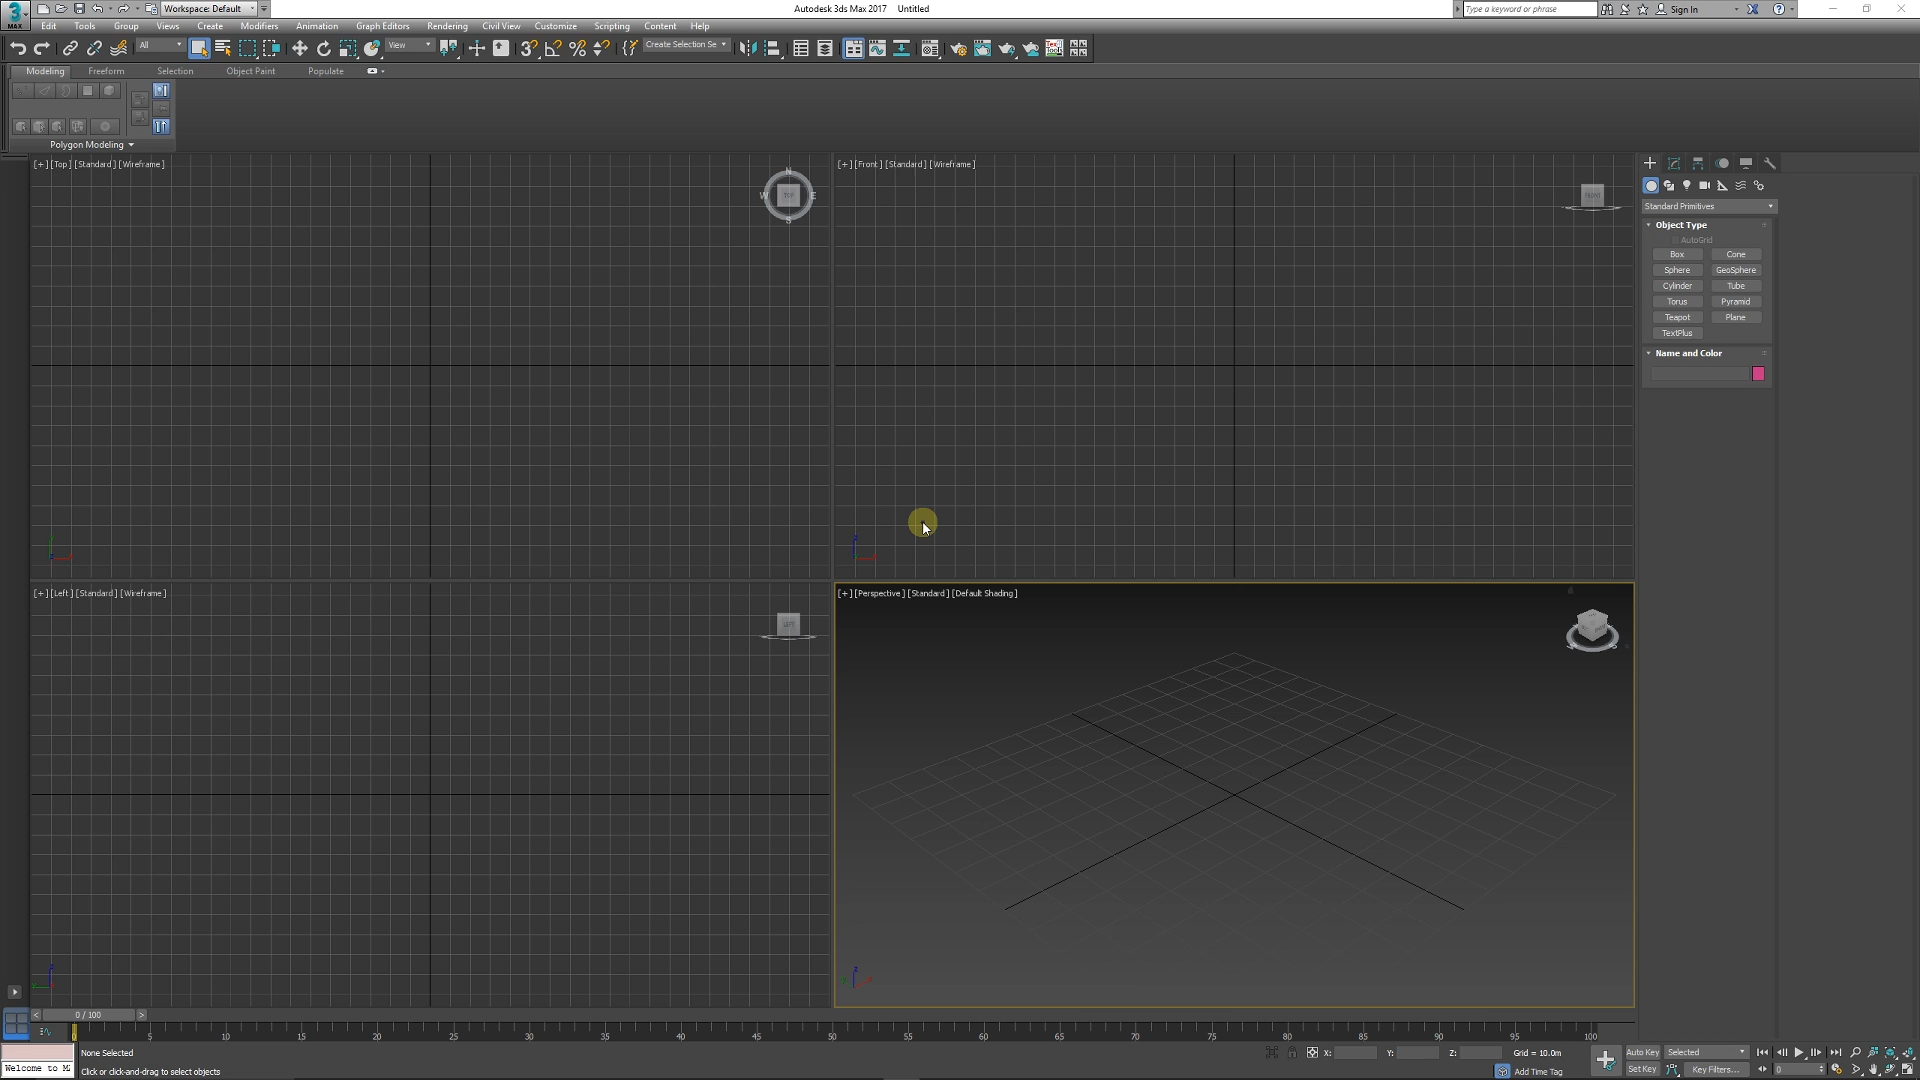 3
MAX
Workspace: Default
Autodesk 3ds Max 2017 Untitled
Type a keyword or phrase
Sign In
Edit Tools Group Views Create Modifiers Animation Graph Editors Rendering Civil View Customize Scripting Content Help
All
View
Create Selection Se
Modeling Freeform Selection Object Paint Populate
Polygon Modeling
[+] [Top] [Standard] [Wireframe]
N
W TOP E
S
[+] [Front] [Standard] [Wireframe]
FRONT
Standard Primitives
Object Type
AutoGrid
Box Cone
Sphere GeoSphere
Cylinder Tube
Torus Pyramid
Teapot Plane
TextPlus
Name and Color
[+] [Left] [Standard] [Wireframe]
LEFT
[+] [Perspective] [Standard] [Default Shading]
< 0 / 100 >
0 5 10 15 20 25 30 35 40 45 50 55 60 65 70 75 80 85 90 95 100
None Selected
X: Y: Z: Grid = 10.0m
Auto Key Selected
Welcome to M
Click or click-and-drag to select objects
Add Time Tag
Set Key Key Filters...
0